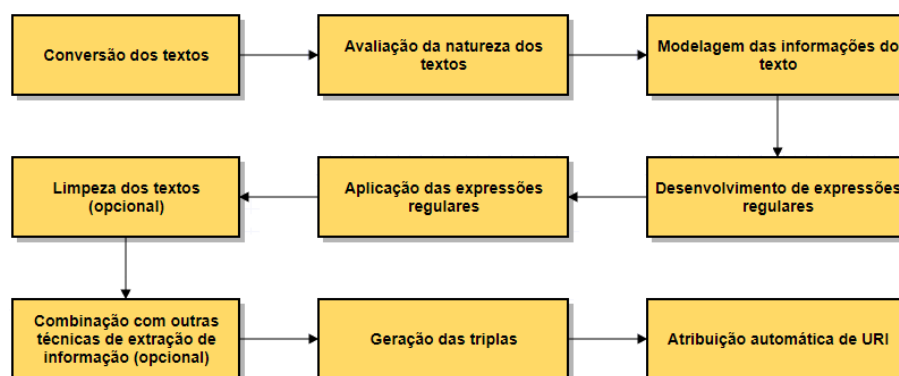 Conversão dos textos
Avaliação da natureza dos
textos
Modelagem das informações do
texto
Limpeza dos textos
(opcional)
Aplicação das expressões
regulares
Desenvolvimento de expressões
regulares
Combinação com outras
técnicas de extração de
informação (opcional)
Geração das triplas
Atribuição automática de URI